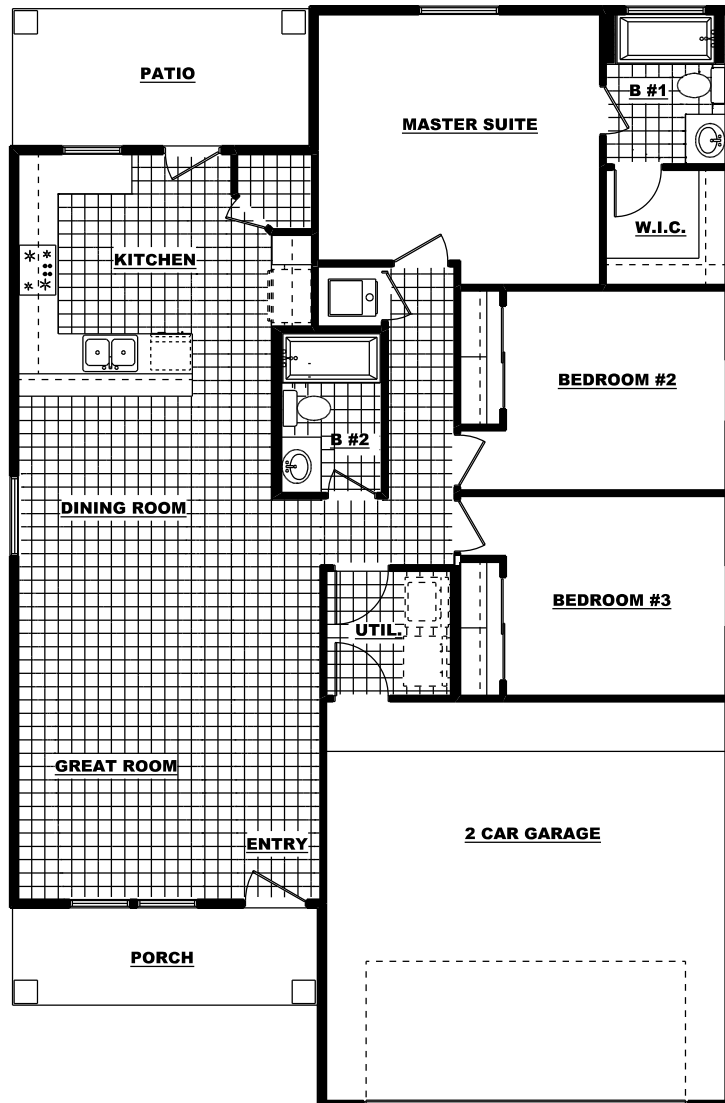 PATIO
B #1
MASTER SUITE
W.I.C.
KITCHEN
BEDROOM #2
B #2
DINING ROOM
BEDROOM #3
UTIL.
GREAT ROOM
2 CAR GARAGE
ENTRY
PORCH